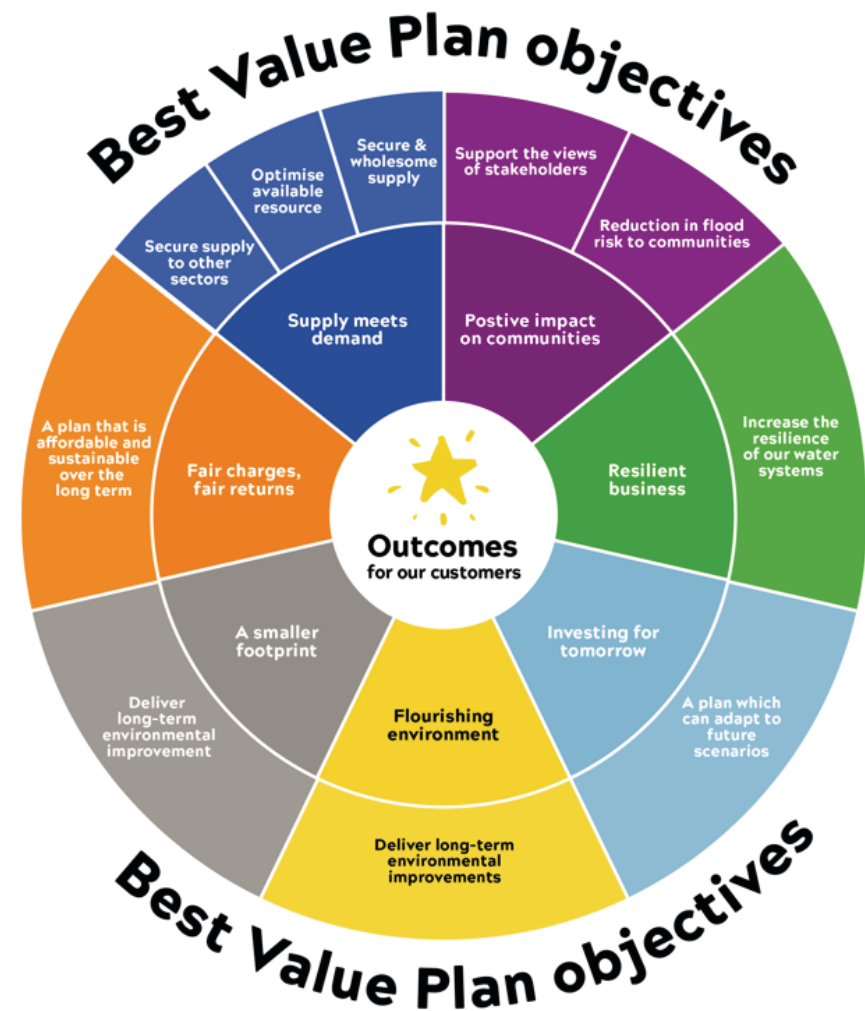 Best Value Plan objectives
Secure &
wholesome
supply
Optimise
available
resource
Secure supply
to other
sectors
Supply meets
demand
Support the views
of stakeholders
Reduction in flood
risk to communities
Postive impact
on communities
Increase the
resilience
of our water
systems
Resilient
business
A plan that is
affordable and
sustainable
over the
long term
Fair charges,
fair returns
Outcomes
for our customers
A smaller
footprint
Deliver
long-term
environmental
improvement
Investing for
tomorrow
A plan which
can adapt to
future
scenarios
Flourishing
environment
Deliver long-term
environmental
improvements
Best Value Plan objectives